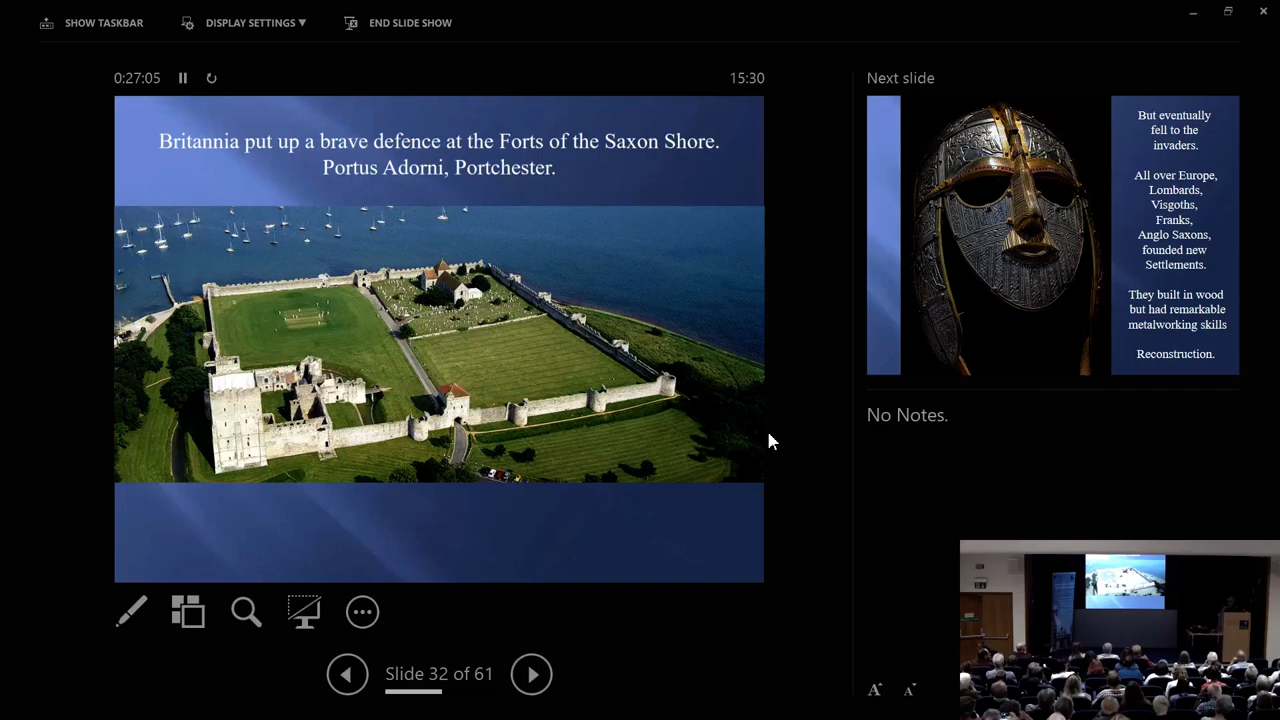 SHOW TASKBAR
DISPLAY SETTINGS ▼
END SLIDE SHOW
0:27:05
15:30
Britannia put up a brave defence at the Forts of the Saxon Shore.
Portus Adorni, Portchester.
Slide 32 of 61
Next slide
But eventually
fell to the
invaders.
All over Europe,
Lombards,
Visgoths,
Franks,
Anglo Saxons,
founded new
Settlements.
They built in wood
but had remarkable
metalworking skills
Reconstruction.
No Notes.
A A